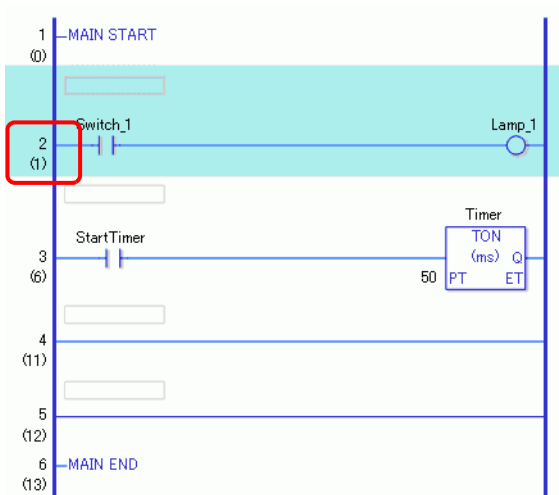 1 MAIN START
(0)
Switch_1 Lamp_1
2
(1)
Timer
StartTimer TON
3 (ms) Q
(6) 50 PT ET
4
(11)
5
(12)
6 MAIN END
(13)